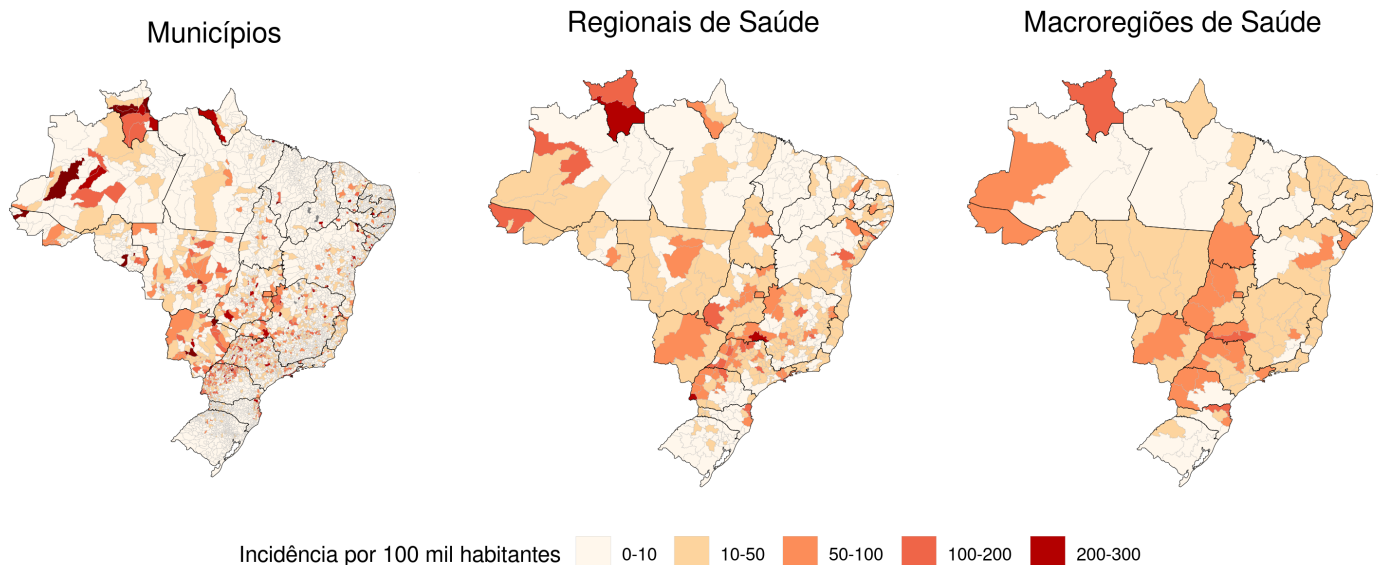 Municípios
Regionais de Saúde
Macroregiões de Saúde
Incidência por 100 mil habitantes 0-10 10-50 50-100 100-200 200-300